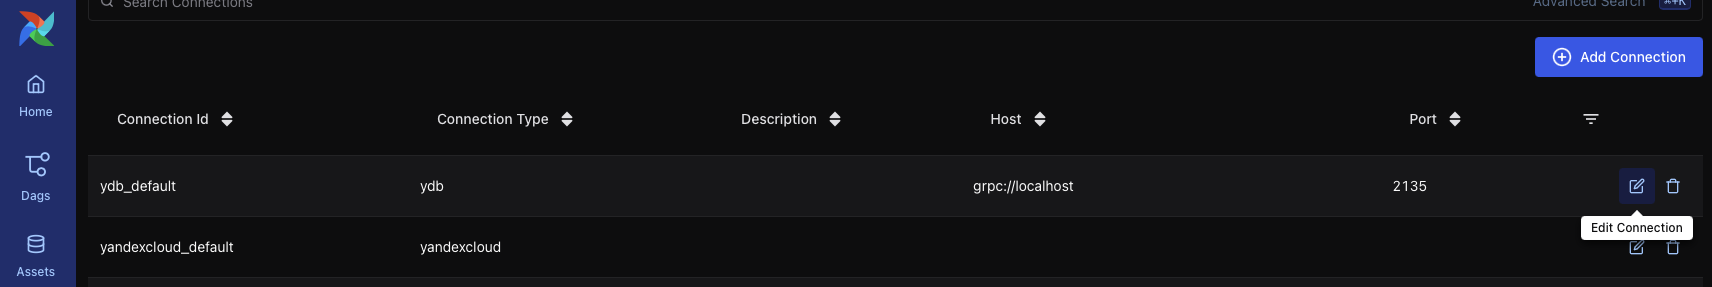 Search Connections Advanced Search ⌘+K
Add Connection
Home
Connection Id Connection Type Description Host Port
ydb_default ydb grpc://localhost 2135
Dags
Edit Connection
yandexcloud_default yandexcloud
Assets